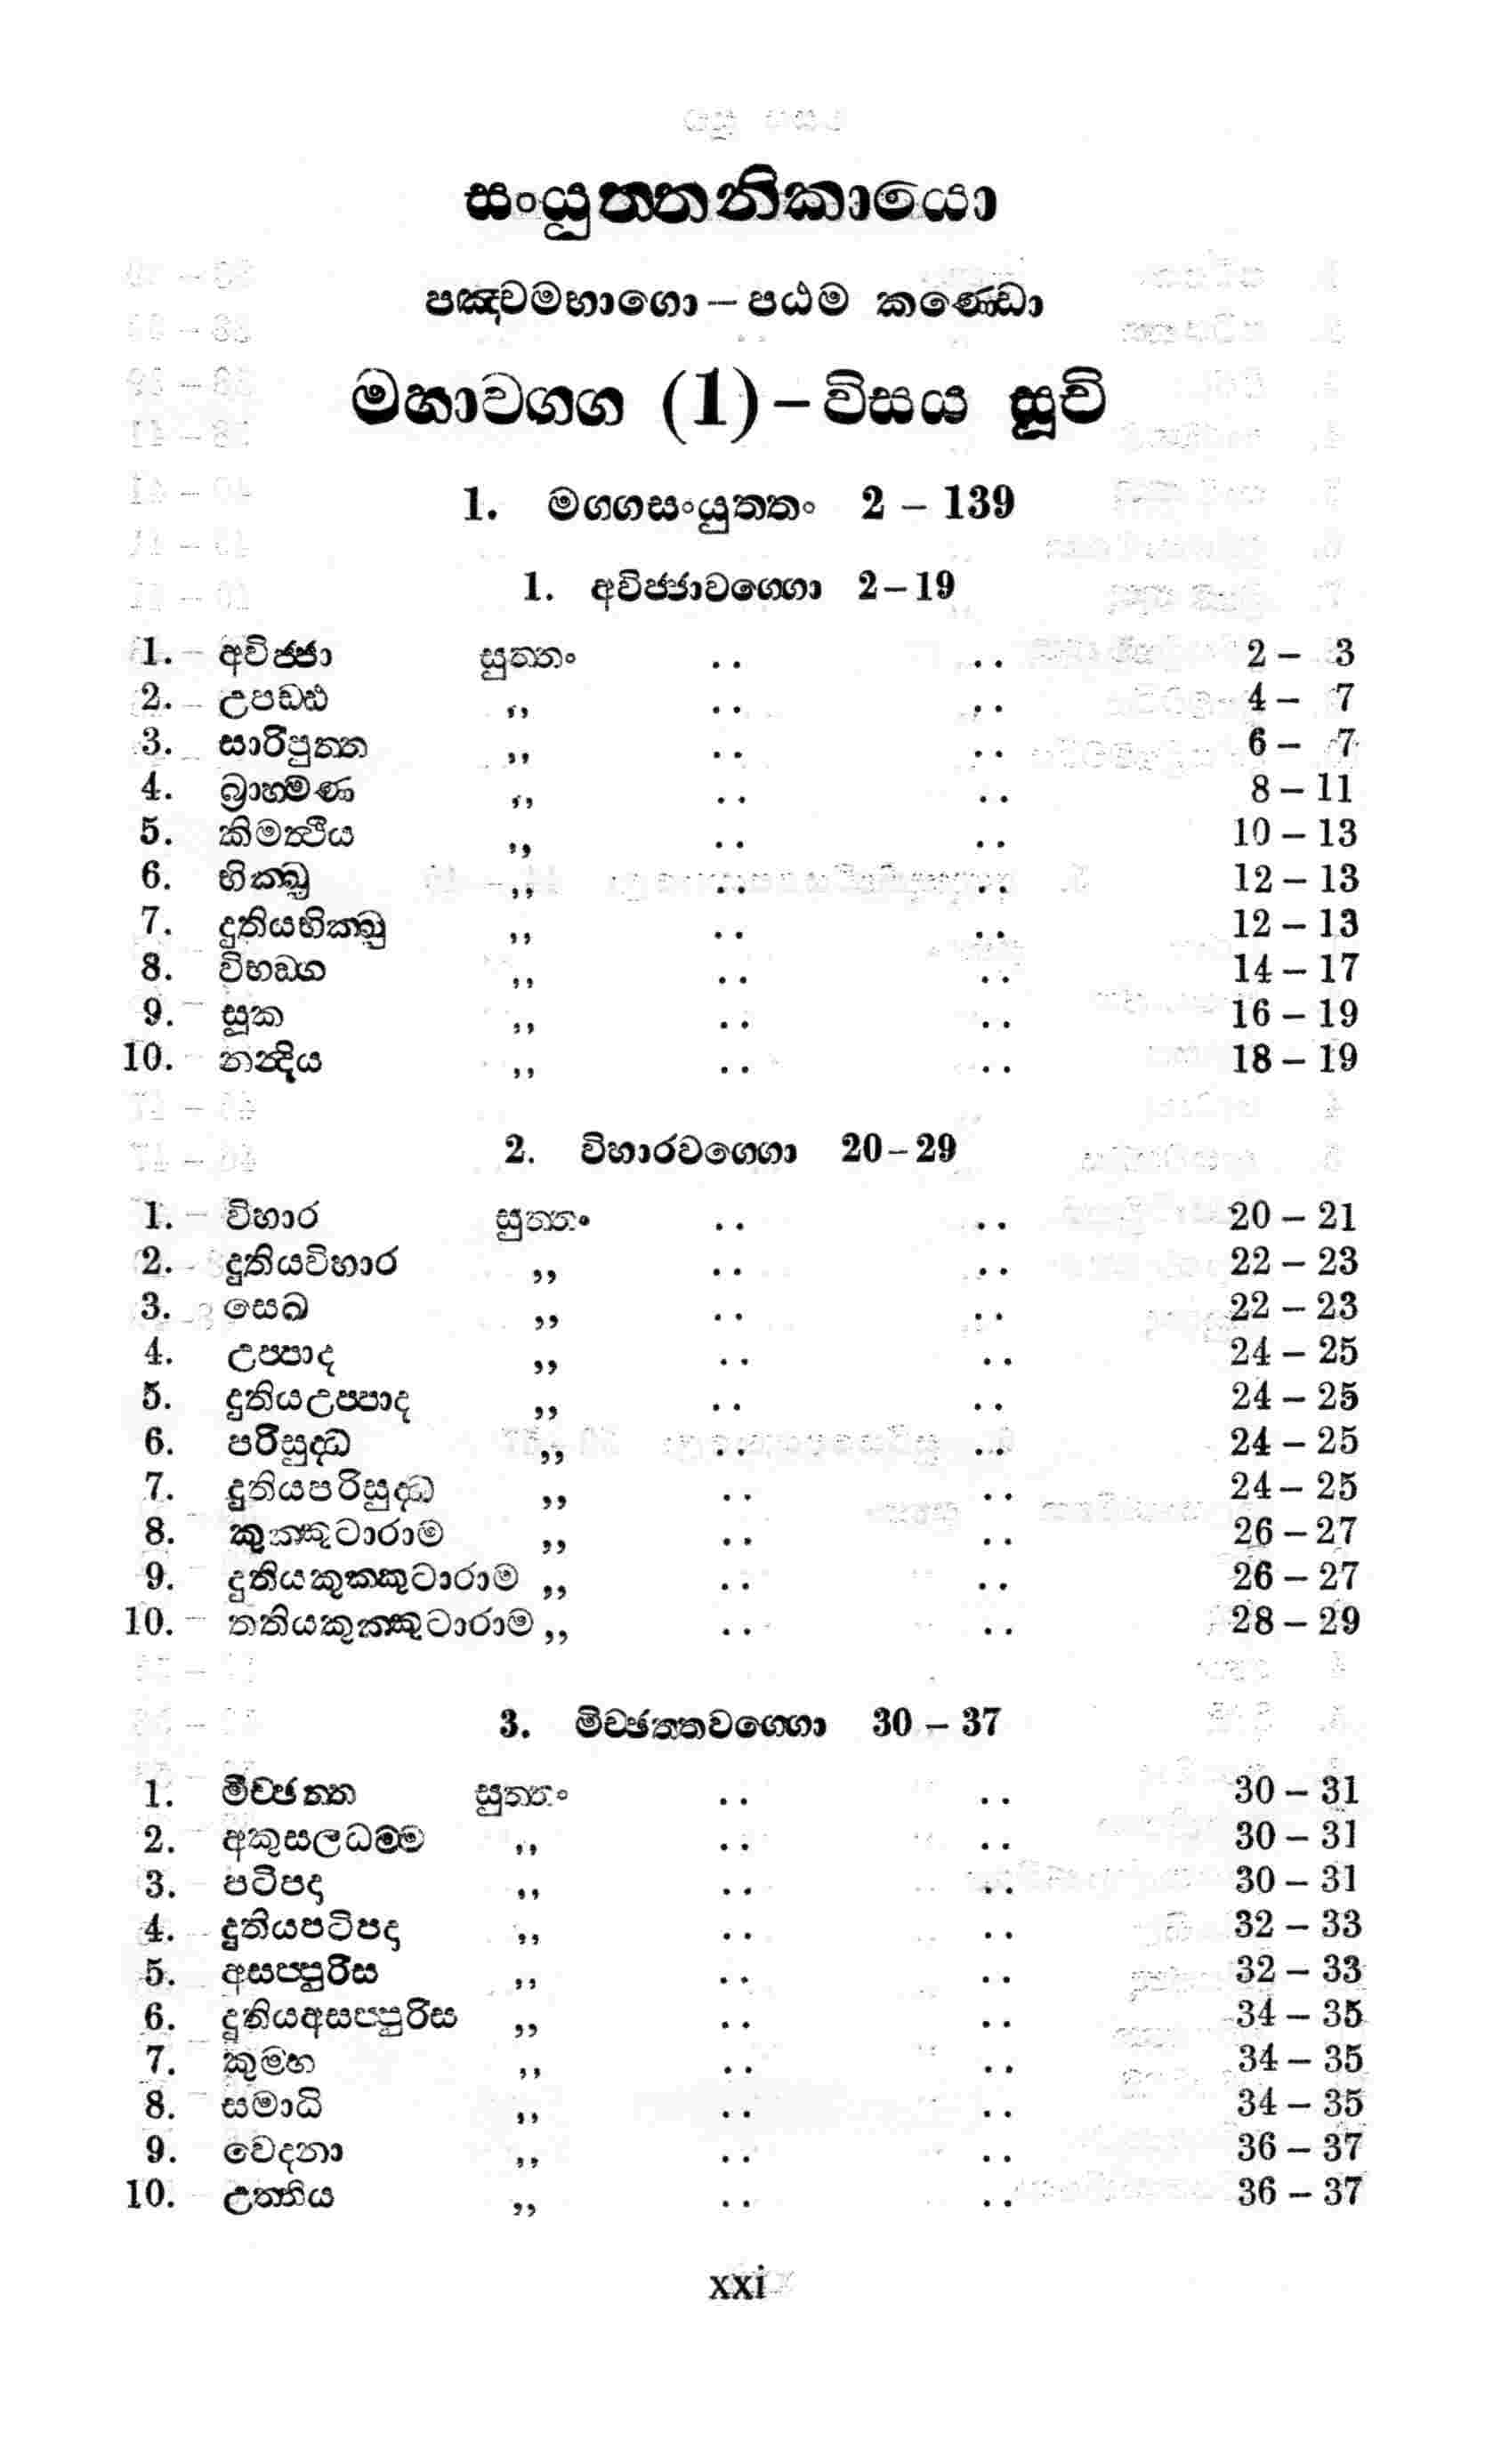 සංයුත්තනිකායො
පඤ්චමභාගො – පඨම කණ්ඩො
මහාවග්ග (1) – විසය සූචි
1. මග්ගසංයුත්තං 2 – 139
1. අවිජ්ජාවග්ගො 2 – 19
1. අවිජ්ජා සුත්තං .. .. 2 – 3
2. උපඩ්ඪ ,, .. .. 4 – 7
3. සාරිපුත්ත ,, .. .. 6 – 7
4. බ්‍රාහ්මණ ,, .. .. 8 – 11
5. කිමත්ථිය ,, .. .. 10 – 13
6. භික්ඛු ,, .. .. 12 – 13
7. දුතියභික්ඛු ,, .. .. 12 – 13
8. විභඞ්ග ,, .. .. 14 – 17
9. සූක ,, .. .. 16 – 19
10. නන්දිය ,, .. .. 18 – 19
2. විහාරවග්ගො 20 – 29
1. විහාර සුත්තං .. .. 20 – 21
2. දුතියවිහාර ,, .. .. 22 – 23
3. සෙඛ ,, .. .. 22 – 23
4. උප්පාද ,, .. .. 24 – 25
5. දුතියඋප්පාද ,, .. .. 24 – 25
6. පරිසුද්ධ ,, .. .. 24 – 25
7. දුතියපරිසුද්ධ ,, .. .. 24 – 25
8. කුක්කුටාරාම ,, .. .. 26 – 27
9. දුතියකුක්කුටාරාම ,, .. .. 26 – 27
10. තතියකුක්කුටාරාම ,, .. .. 28 – 29
3. මිච්ඡත්තවග්ගො 30 – 37
1. මිච්ඡත්ත සුත්තං .. .. 30 – 31
2. අකුසලධම්ම ,, .. .. 30 – 31
3. පටිපදා ,, .. .. 30 – 31
4. දුතියපටිපදා ,, .. .. 32 – 33
5. අසප්පුරිස ,, .. .. 32 – 33
6. දුතියඅසප්පුරිස ,, .. .. 34 – 35
7. කුම්භ ,, .. .. 34 – 35
8. සමාධි ,, .. .. 34 – 35
9. වෙදනා ,, .. .. 36 – 37
10. උත්තිය ,, .. .. 36 – 37
xxi